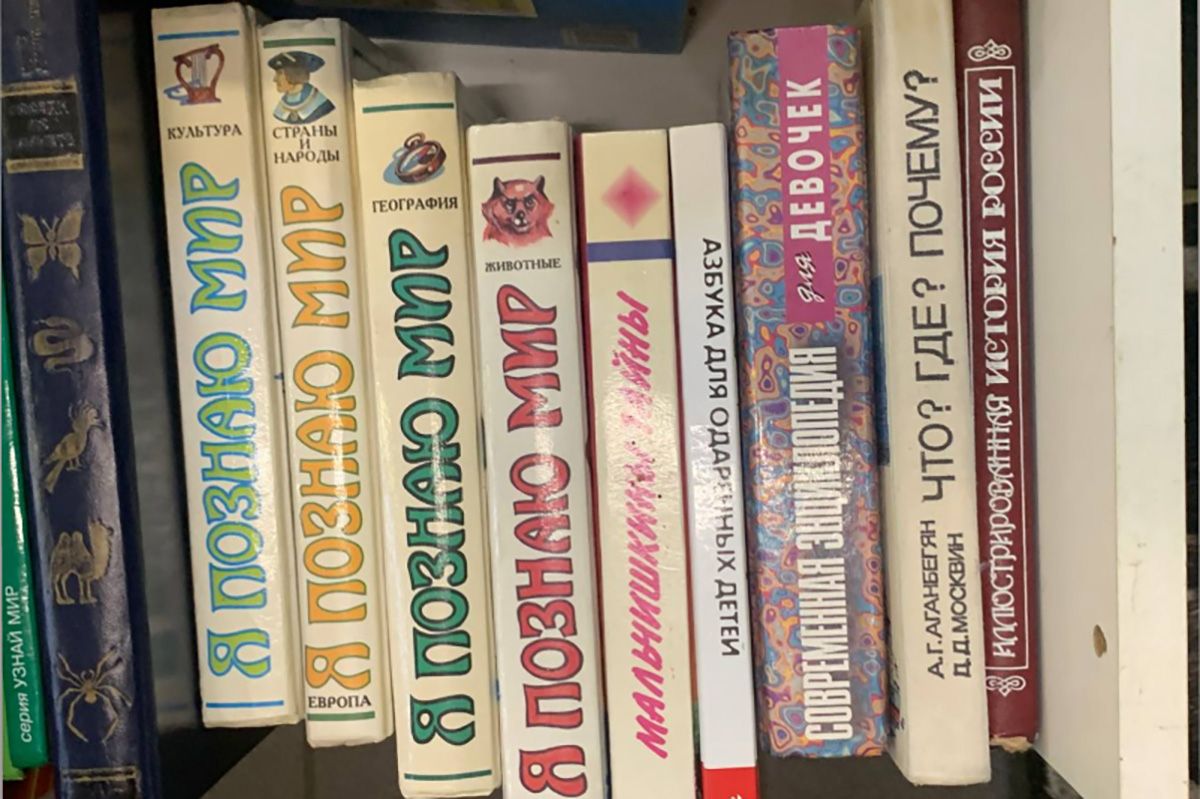 серия УЗНАЙ МИР
КУЛЬТУРА
Я ПОЗНАЮ МИР
СТРАНЫ
И
НАРОДЫ
Я ПОЗНАЮ МИР
ЕВРОПА
ГЕОГРАФИЯ
Я ПОЗНАЮ МИР
ЖИВОТНЫЕ
Я ПОЗНАЮ МИР
МАЛЬЧИШКИНЫ ТАЙНЫ
АЗБУКА ДЛЯ ОДАРЕННЫХ ДЕТЕЙ
СОВРЕМЕННАЯ ЭНЦИКЛОПЕДИЯ
для ДЕВОЧЕК
А.Г.АГАНБЕГЯН
Д.Д.МОСКВИН
ЧТО? ГДЕ? ПОЧЕМУ?
ИЛЛЮСТРИРОВАННАЯ ИСТОРИЯ РОССИИ